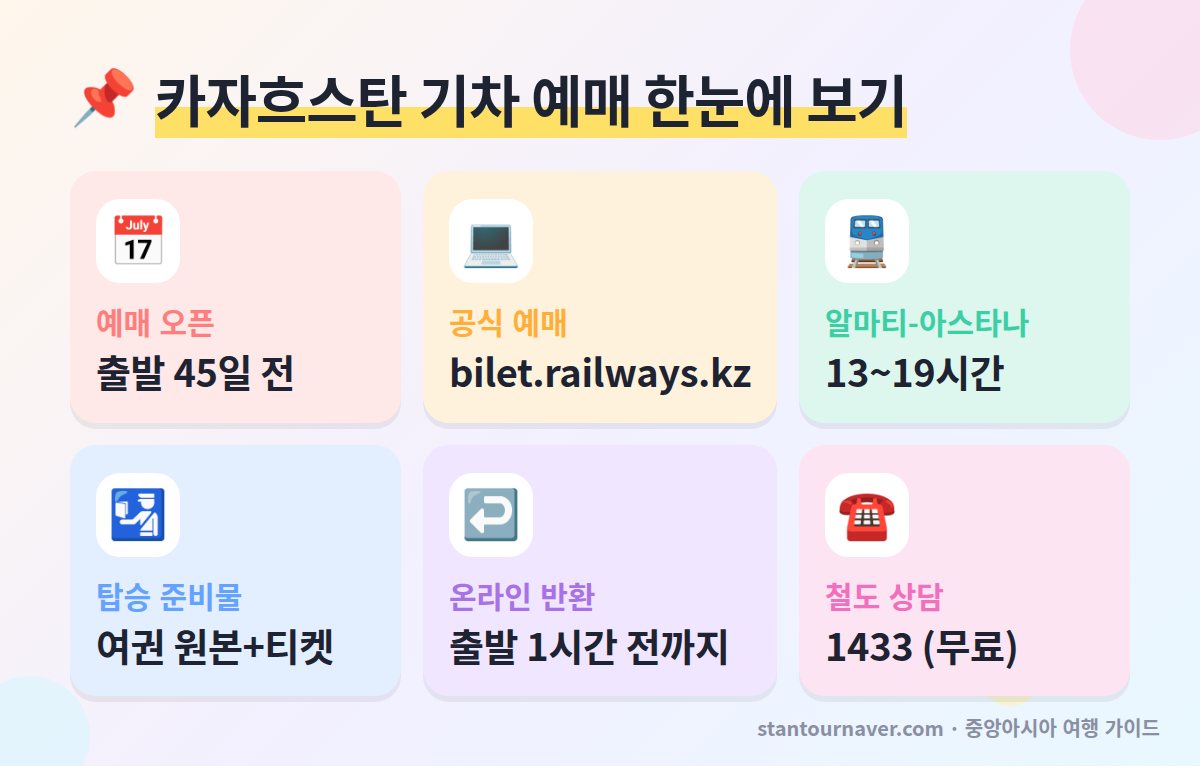 카자흐스탄 기차 예매 한눈에 보기
July
17
예매 오픈
출발 45일 전
공식 예매
bilet.railways.kz
알마티-아스타나
13~19시간
탑승 준비물
여권 원본+티켓
온라인 반환
출발 1시간 전까지
철도 상담
1433 (무료)
stantournaver.com · 중앙아시아 여행 가이드